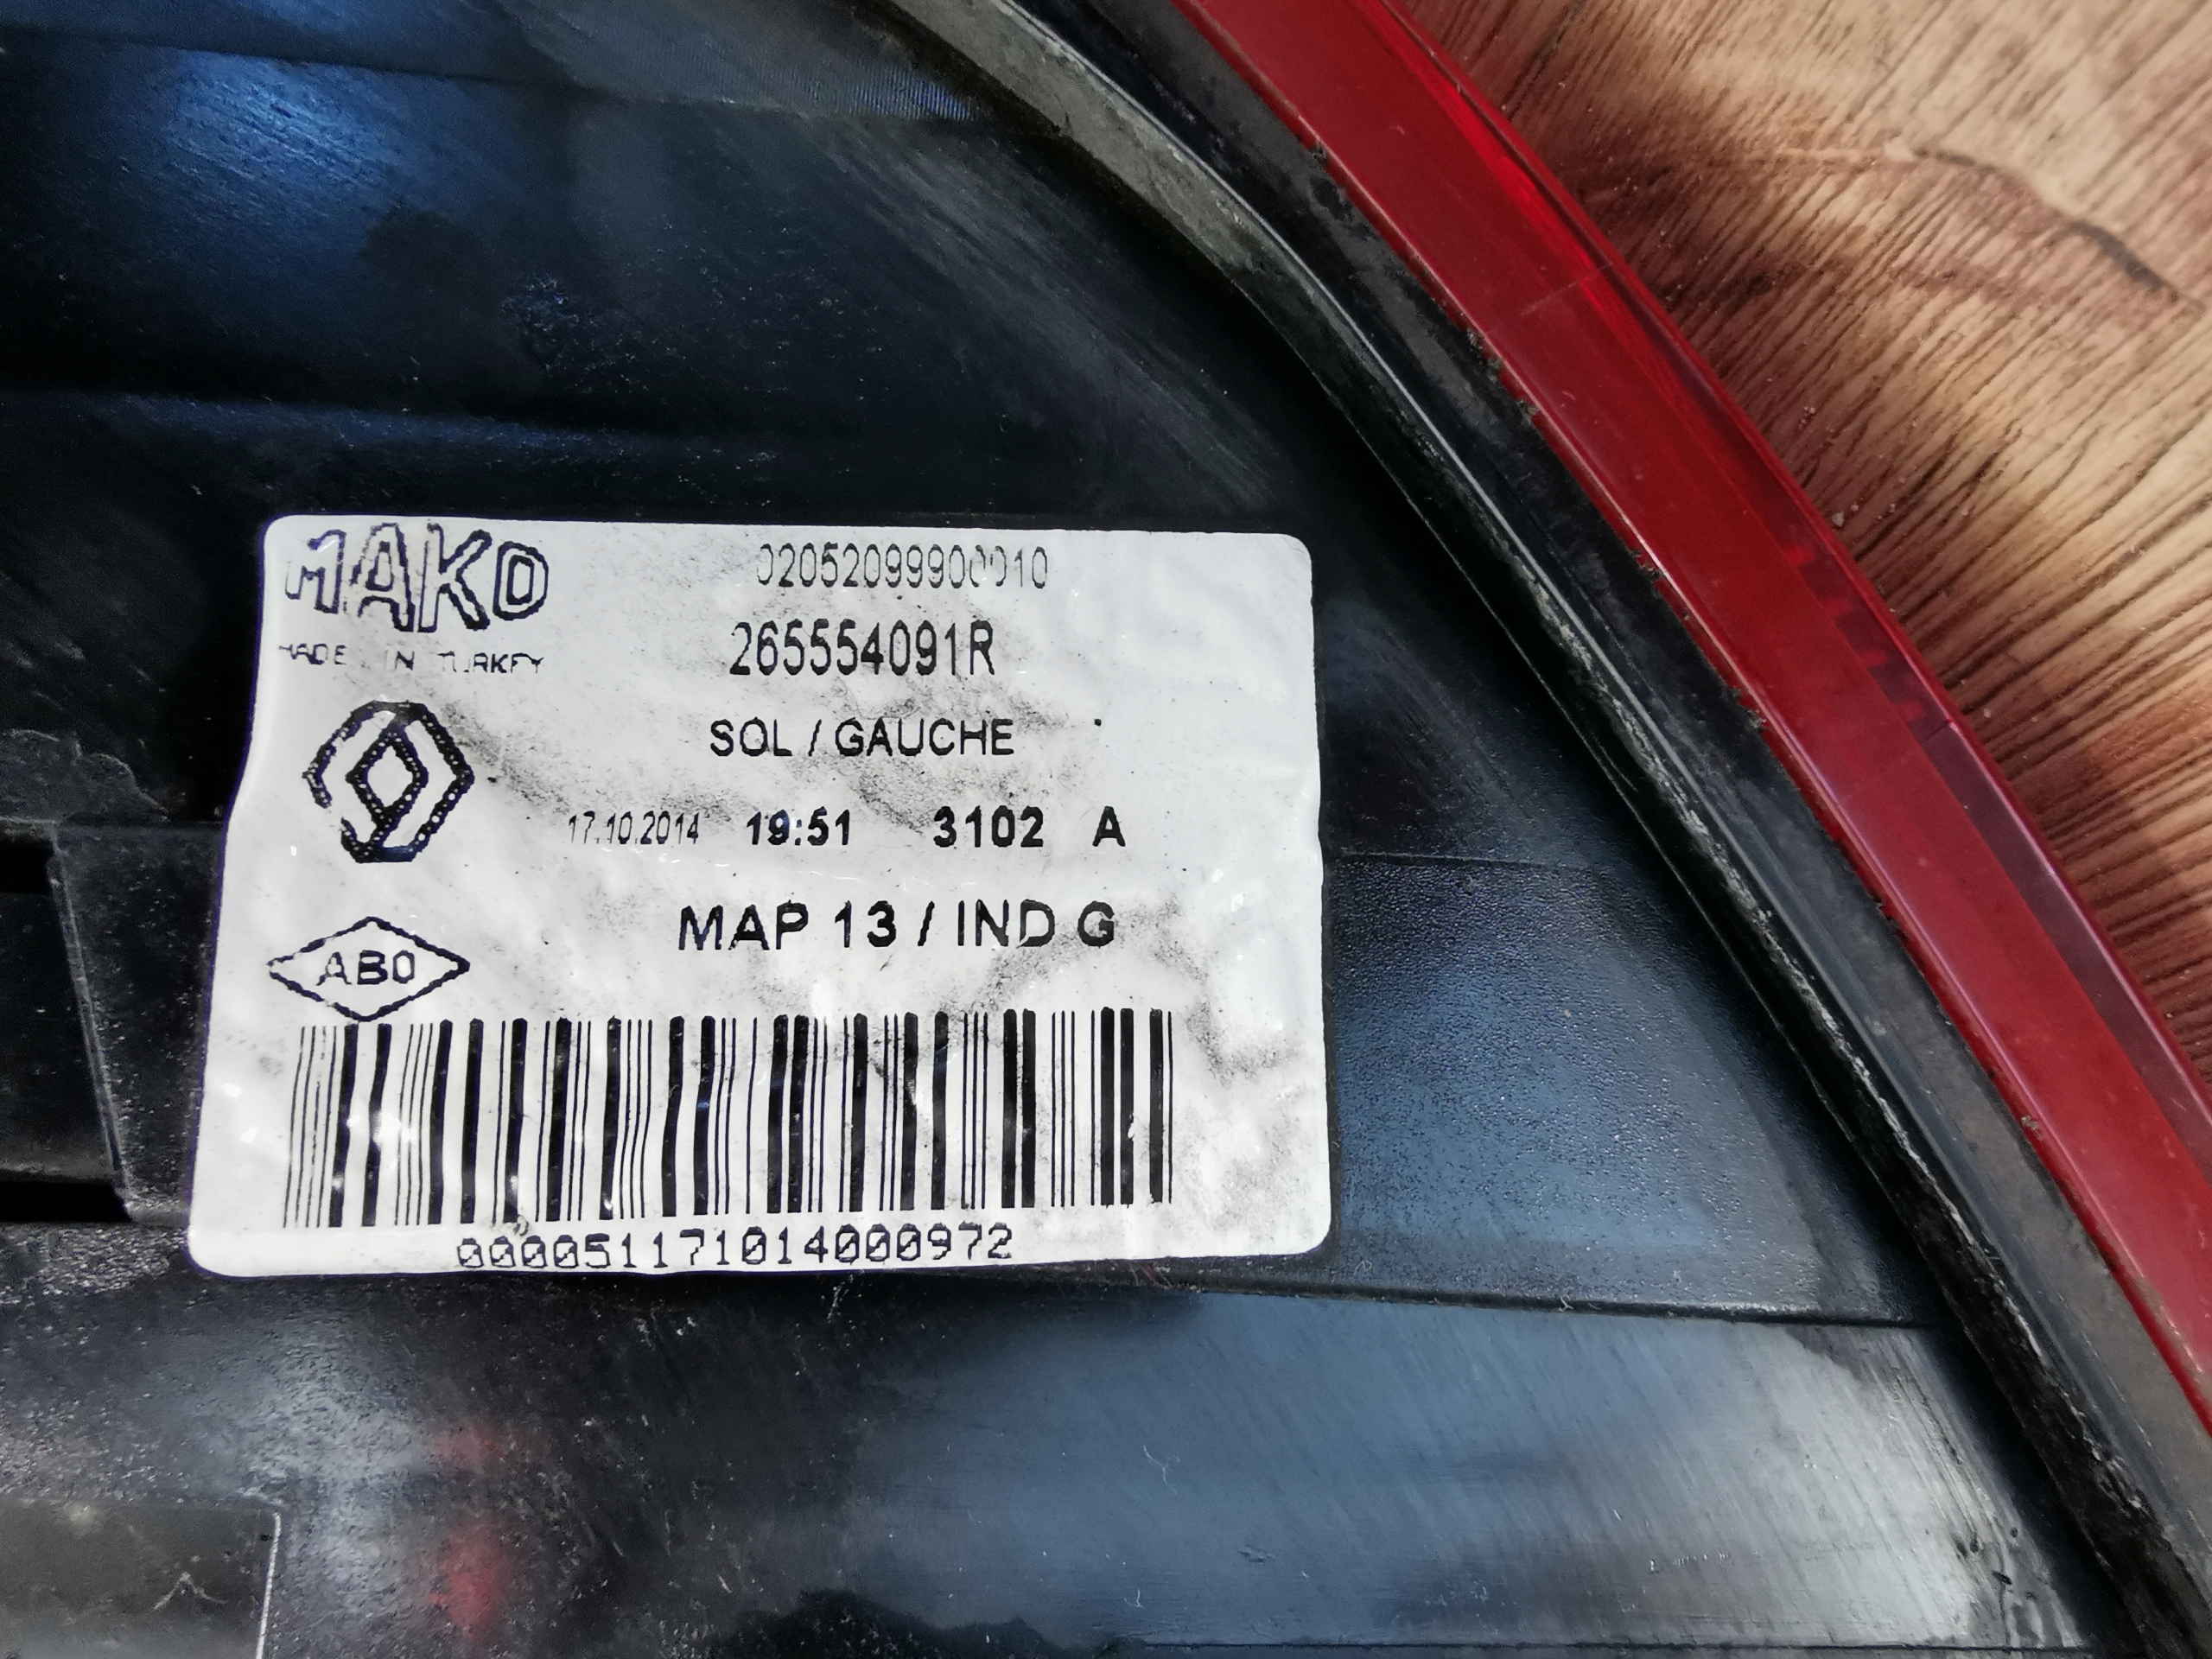 MAKO
02052099900010
MADE IN TURKEY
265554091R
SOL / GAUCHE
17.10.2014 19:51 3102 A
MAP 13 / IND G
ABO
000051171014000972